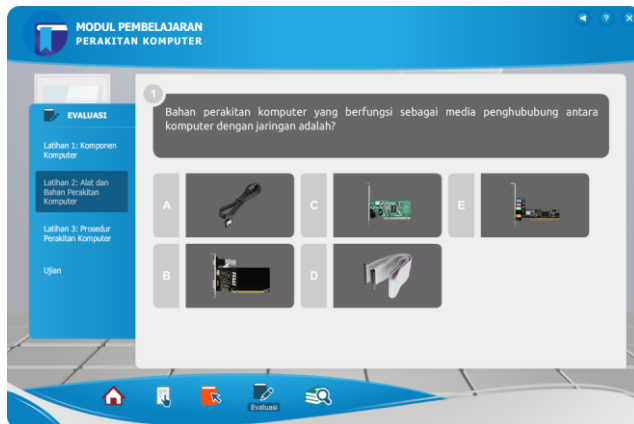 MODUL PEMBELAJARAN
PERAKITAN KOMPUTER
EVALUASI
Latihan 1: Komponen
Komputer
Latihan 2: Alat dan
Bahan Perakitan
Komputer
Latihan 3: Prosedur
Perakitan Komputer
Ujian
1
Bahan perakitan komputer yang berfungsi sebagai media penghububung antara
komputer dengan jaringan adalah?
A
C
E
B
msi
D
Evaluasi